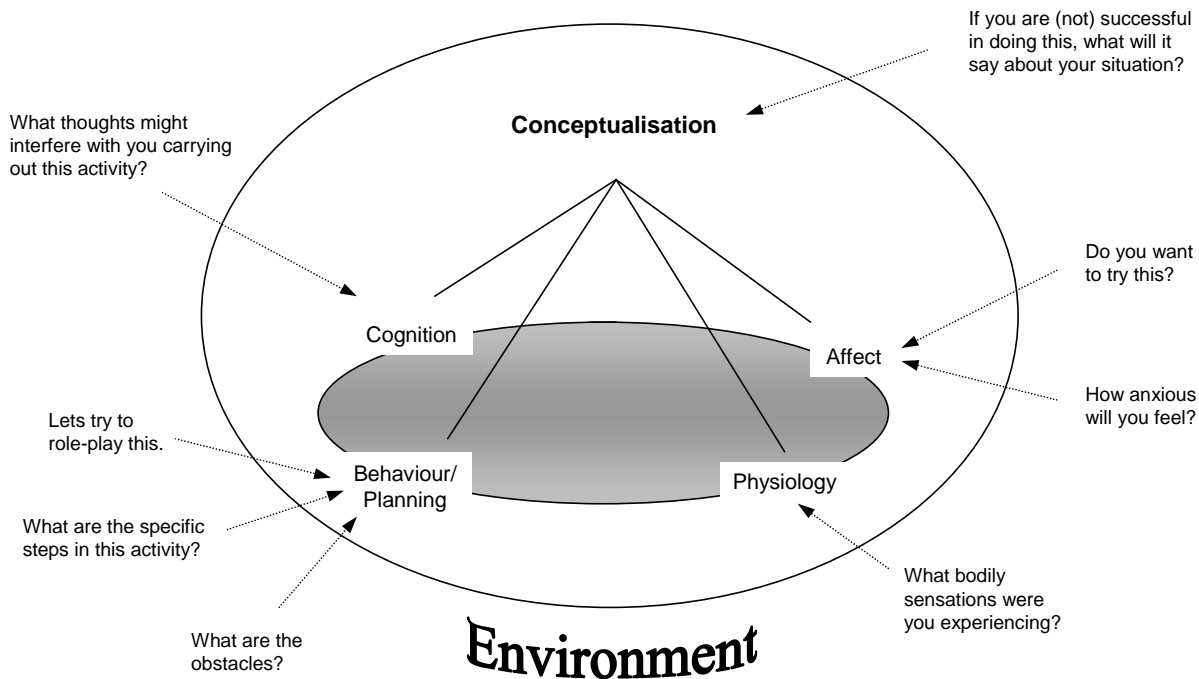 If you are (not) successful
in doing this, what will it
say about your situation?
Conceptualisation
What thoughts might
interfere with you carrying
out this activity?
Do you want
to try this?
Cognition
Affect
How anxious
will you feel?
Lets try to
role-play this.
Behaviour/
Planning
Physiology
What are the specific
steps in this activity?
What bodily
sensations were
you experiencing?
What are the
obstacles?
Environment